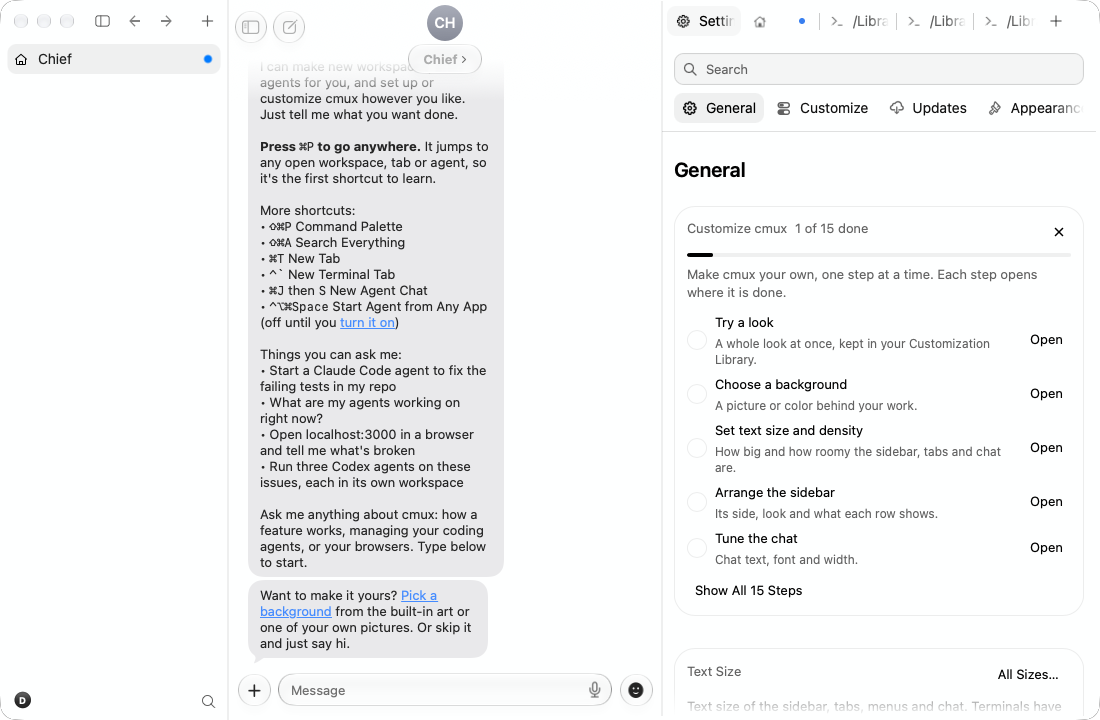 Chief
D
CH
Chief ›
I can make new workspac
agents for you, and set up or
customize cmux however you like.
Just tell me what you want done.
Press ⌘P to go anywhere. It jumps to
any open workspace, tab or agent, so
it's the first shortcut to learn.
More shortcuts:
• ⇧⌘P Command Palette
• ⇧⌘A Search Everything
• ⌘T New Tab
• ^` New Terminal Tab
• ⌘J then S New Agent Chat
• ^⌥⌘Space Start Agent from Any App
(off until you turn it on)
Things you can ask me:
• Start a Claude Code agent to fix the
failing tests in my repo
• What are my agents working on
right now?
• Open localhost:3000 in a browser
and tell me what's broken
• Run three Codex agents on these
issues, each in its own workspace
Ask me anything about cmux: how a
feature works, managing your coding
agents, or your browsers. Type below
to start.
Want to make it yours? Pick a
background from the built-in art or
one of your own pictures. Or skip it
and just say hi.
Message
Settin /Libra /Libra /Lib
Search
General Customize Updates Appearanc
General
Customize cmux 1 of 15 done
Make cmux your own, one step at a time. Each step opens
where it is done.
Try a look
A whole look at once, kept in your Customization
Library.
Open
Choose a background
A picture or color behind your work.
Open
Set text size and density
How big and how roomy the sidebar, tabs and chat
are.
Open
Arrange the sidebar
Its side, look and what each row shows.
Open
Tune the chat
Chat text, font and width.
Open
Show All 15 Steps
Text Size
All Sizes...
Text size of the sidebar, tabs, menus and chat. Terminals have